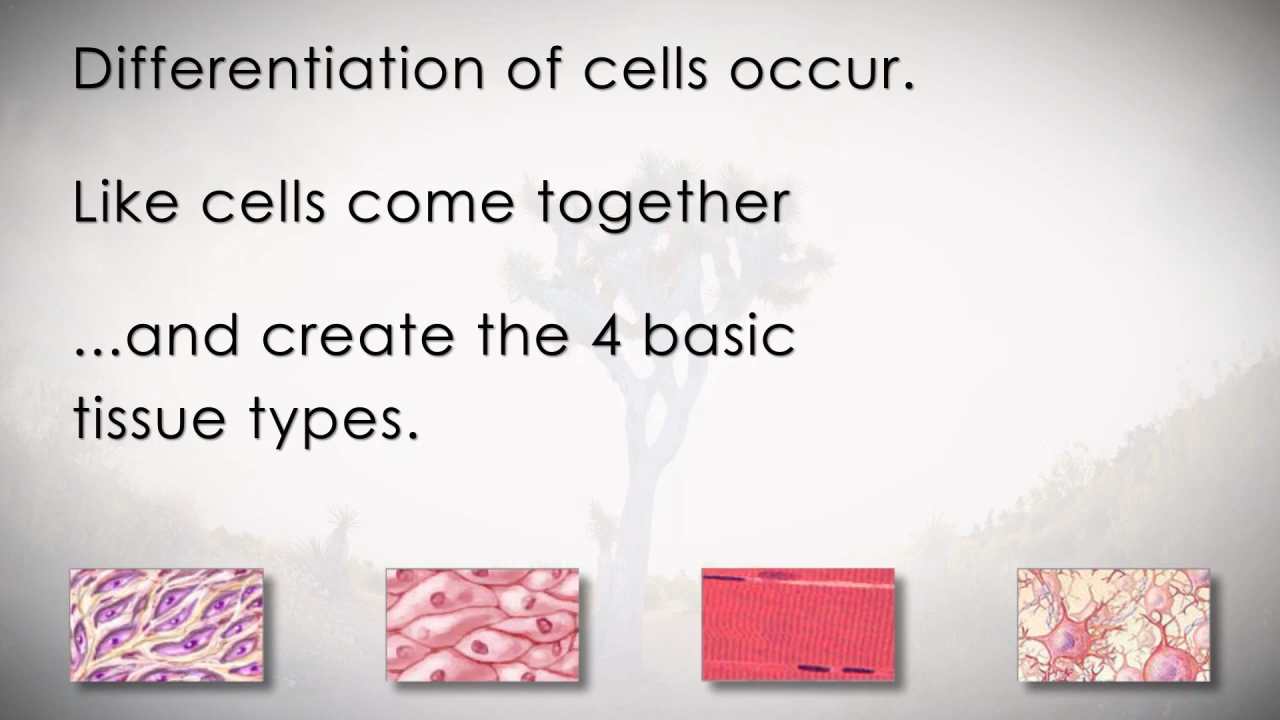 Differentiation of cells occur.
Like cells come together
...and create the 4 basic
tissue types.